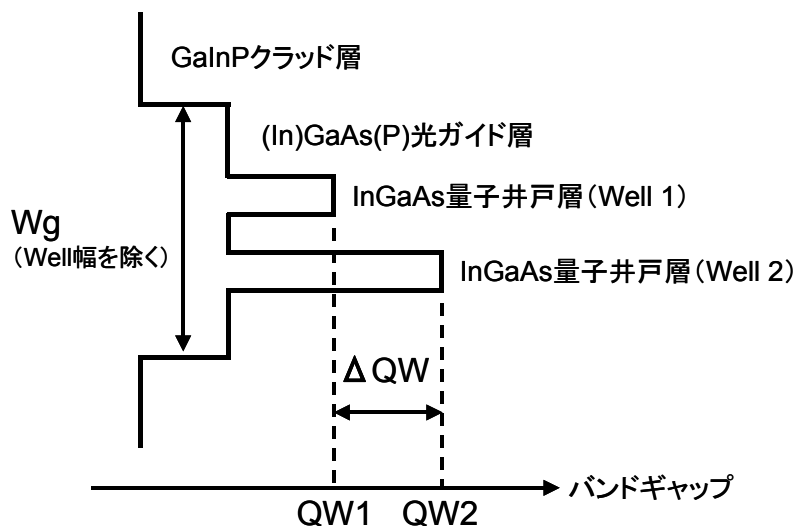 GaInPクラッド層
(In)GaAs(P)光ガイド層
InGaAs量子井戸層(Well 1)
Wg
(Well幅を除く)
InGaAs量子井戸層(Well 2)
ΔQW
バンドギャップ
QW1 QW2